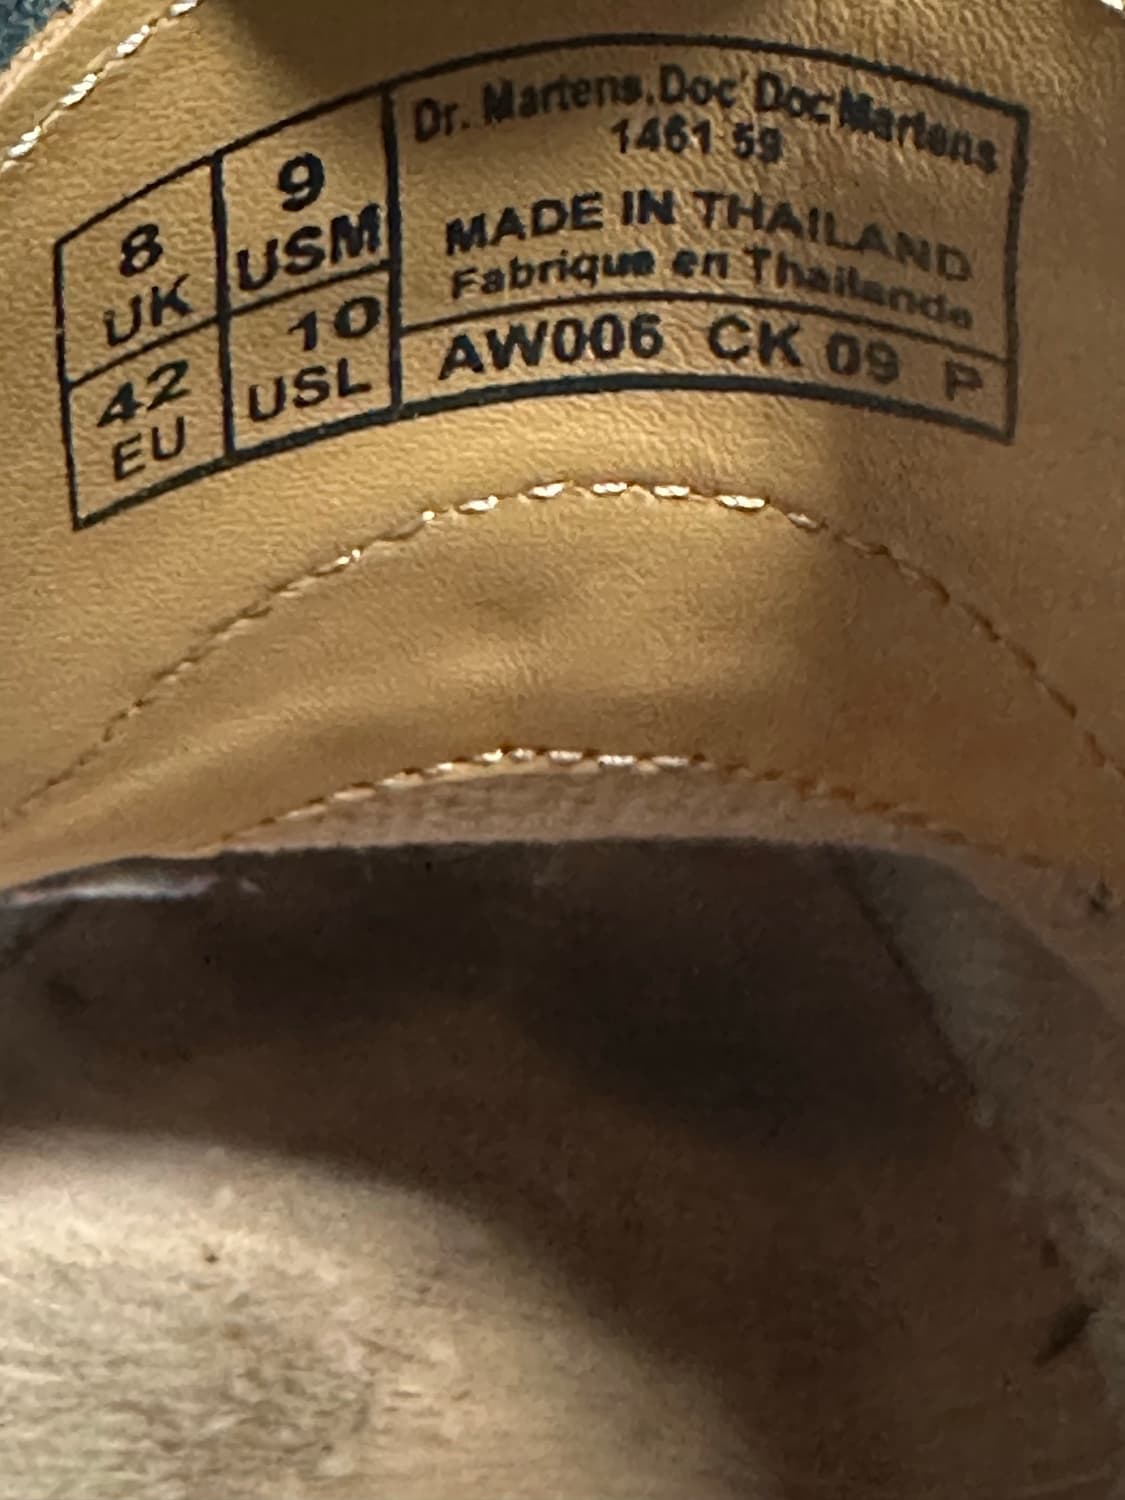 8
UK
9
USM
42
EU
10
USL
Dr. Martens.Doc' Doc'Martens
1461 59
MADE IN THAILAND
Fabrique en Thailande
AW006 CK 09 P